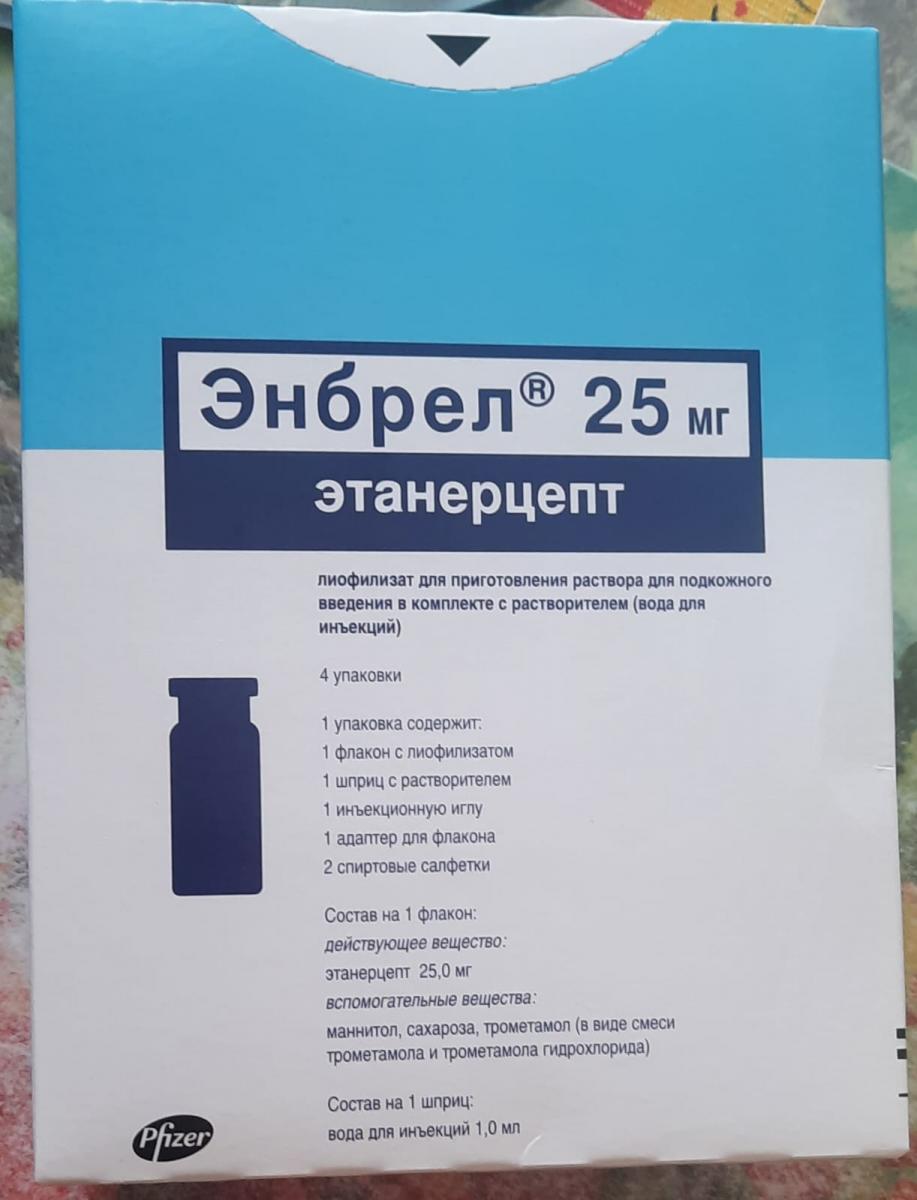 Энбрел® 25 мг
этанерцепт
лиофилизат для приготовления раствора для подкожного
введения в комплекте с растворителем (вода для
инъекций)
4 упаковки
1 упаковка содержит:
1 флакон с лиофилизатом
1 шприц с растворителем
1 инъекционную иглу
1 адаптер для флакона
2 спиртовые салфетки
Состав на 1 флакон:
действующее вещество:
этанерцепт 25,0 мг
вспомогательные вещества:
маннитол, сахароза, трометамол (в виде смеси
трометамола и трометамола гидрохлорида)
Состав на 1 шприц:
вода для инъекций 1,0 мл
Pfizer